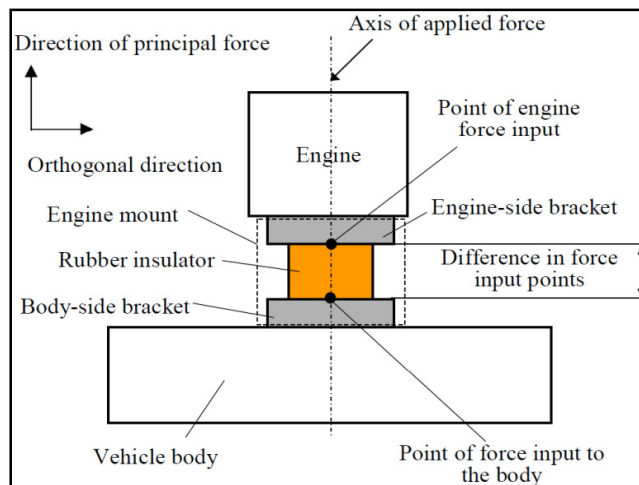 Axis of applied force
Direction of principal force
Point of engine
force input
Engine
Orthogonal direction
Engine mount
Engine-side bracket
Rubber insulator
Difference in force
input points
Body-side bracket
Vehicle body
Point of force input to
the body